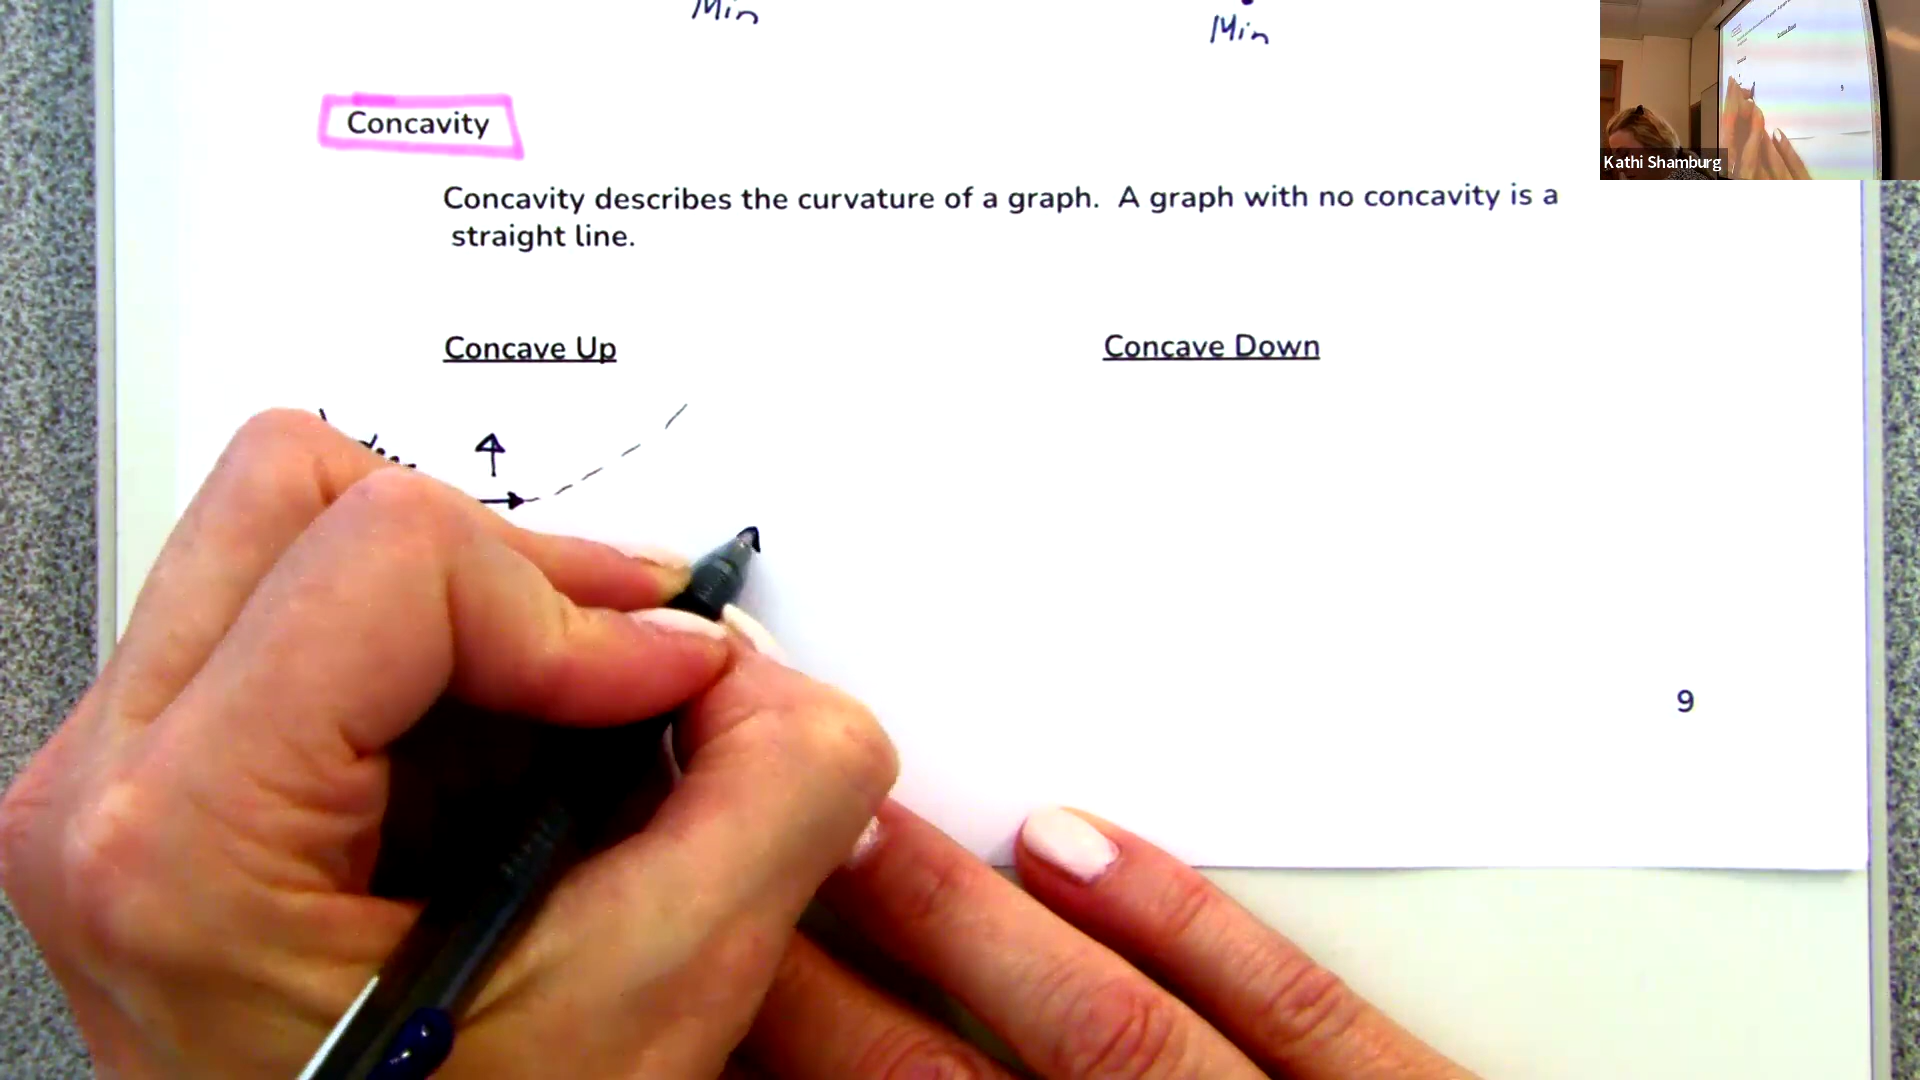 Min
Min
Concavity
Concavity describes the curvature of a graph. A graph with no concavity is a
straight line.
Concave Up
Concave Down
9
Kathi Shamburg